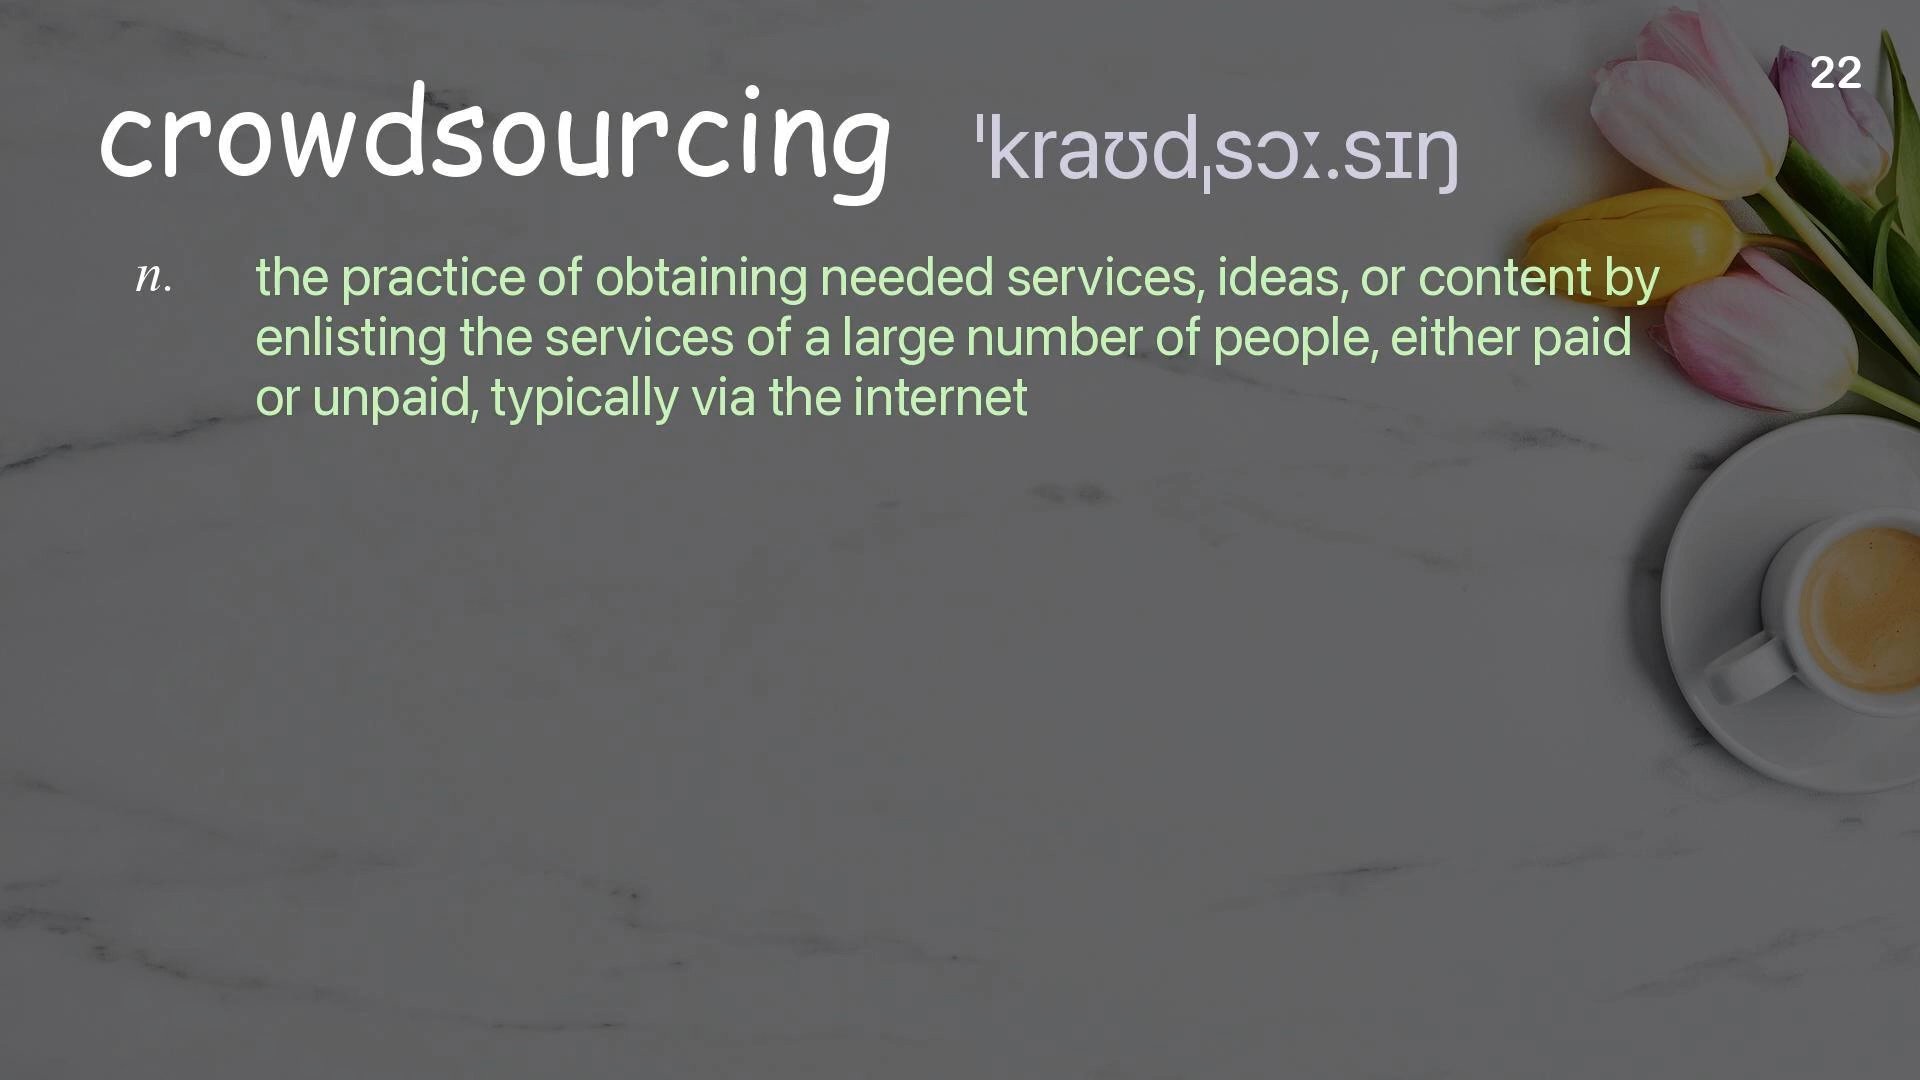 22
crowdsourcing ˈkraʊdˌsɔː.sɪŋ
n. the practice of obtaining needed services, ideas, or content by
enlisting the services of a large number of people, either paid
or unpaid, typically via the internet